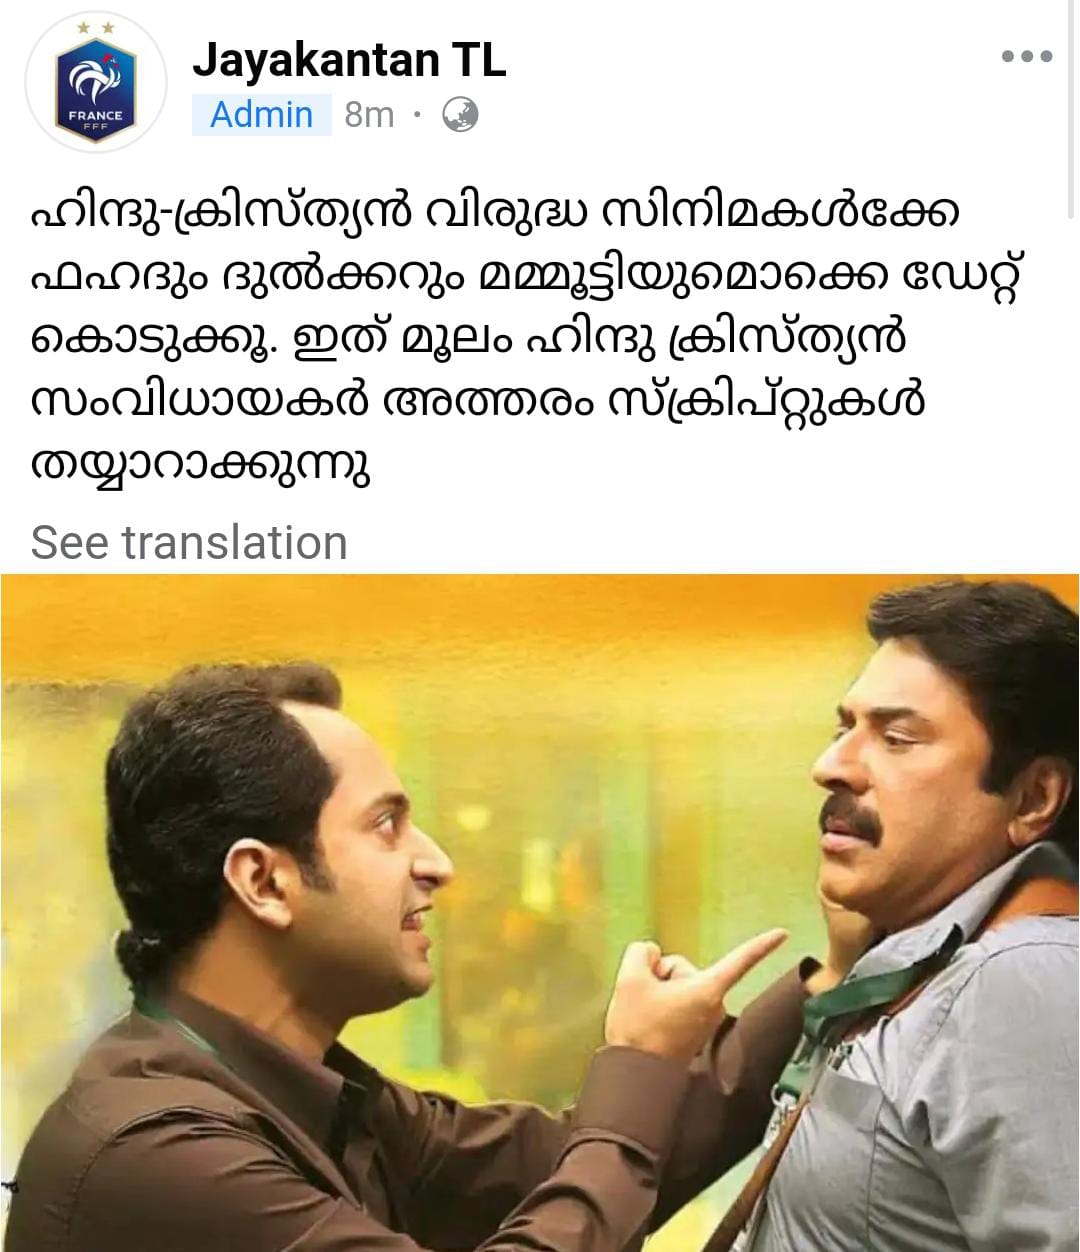 FRANCE
FFF
Jayakantan TL
Admin 8m ·
ഹിന്ദു-ക്രിസ്ത്യൻ വിരുദ്ധ സിനിമകൾക്കേ
ഫഹദും ദുൽക്കറും മമ്മൂട്ടിയുമൊക്കെ ഡേറ്റ്
കൊടുക്കൂ. ഇത് മൂലം ഹിന്ദു ക്രിസ്ത്യൻ
സംവിധായകർ അത്തരം സ്ക്രിപ്റ്റുകൾ
തയ്യാറാക്കുന്നു
See translation